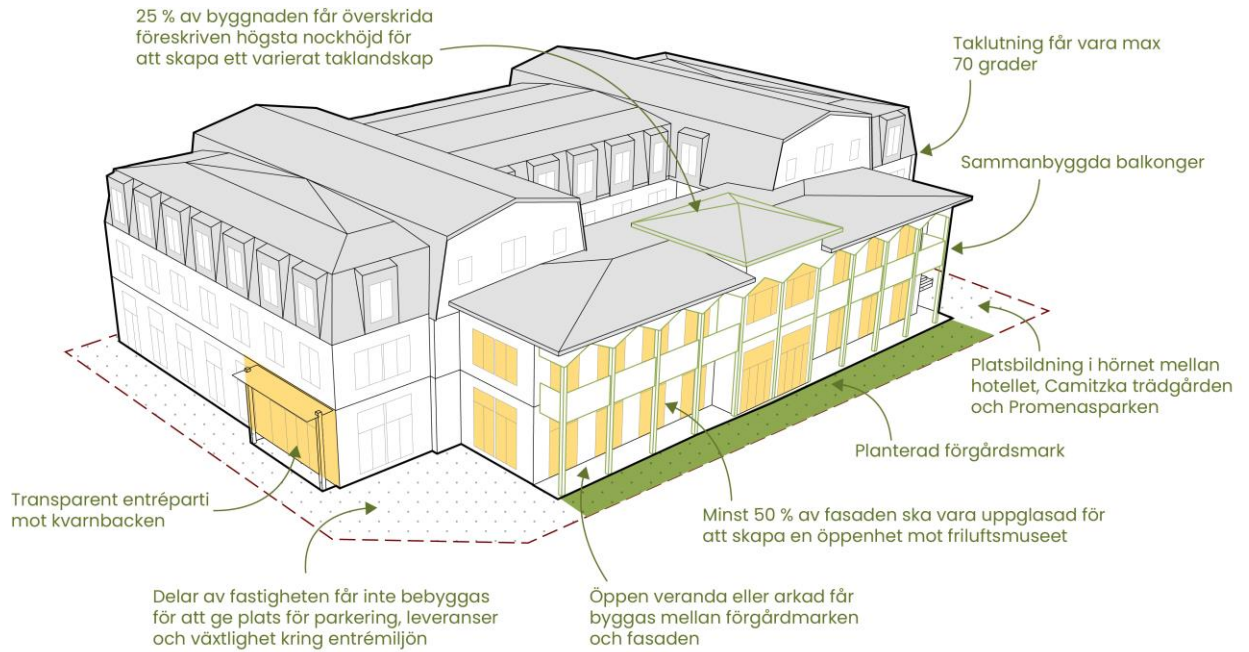 25 % av byggnaden får överskrida
föreskriven högsta nockhöjd för
att skapa ett varierat taklandskap
Taklutning får vara max
70 grader
Sammanbyggda balkonger
Platsbildning i hörnet mellan
hotellet, Camitzka trädgården
och Promenasparken
Planterad förgårdsmark
Transparent entréparti
mot kvarnbacken
Minst 50 % av fasaden ska vara uppglasad för
att skapa en öppenhet mot friluftsmuseet
Delar av fastigheten får inte bebyggas
för att ge plats för parkering, leveranser
och växtlighet kring entrémiljön
Öppen veranda eller arkad får
byggas mellan förgårdmarken
och fasaden